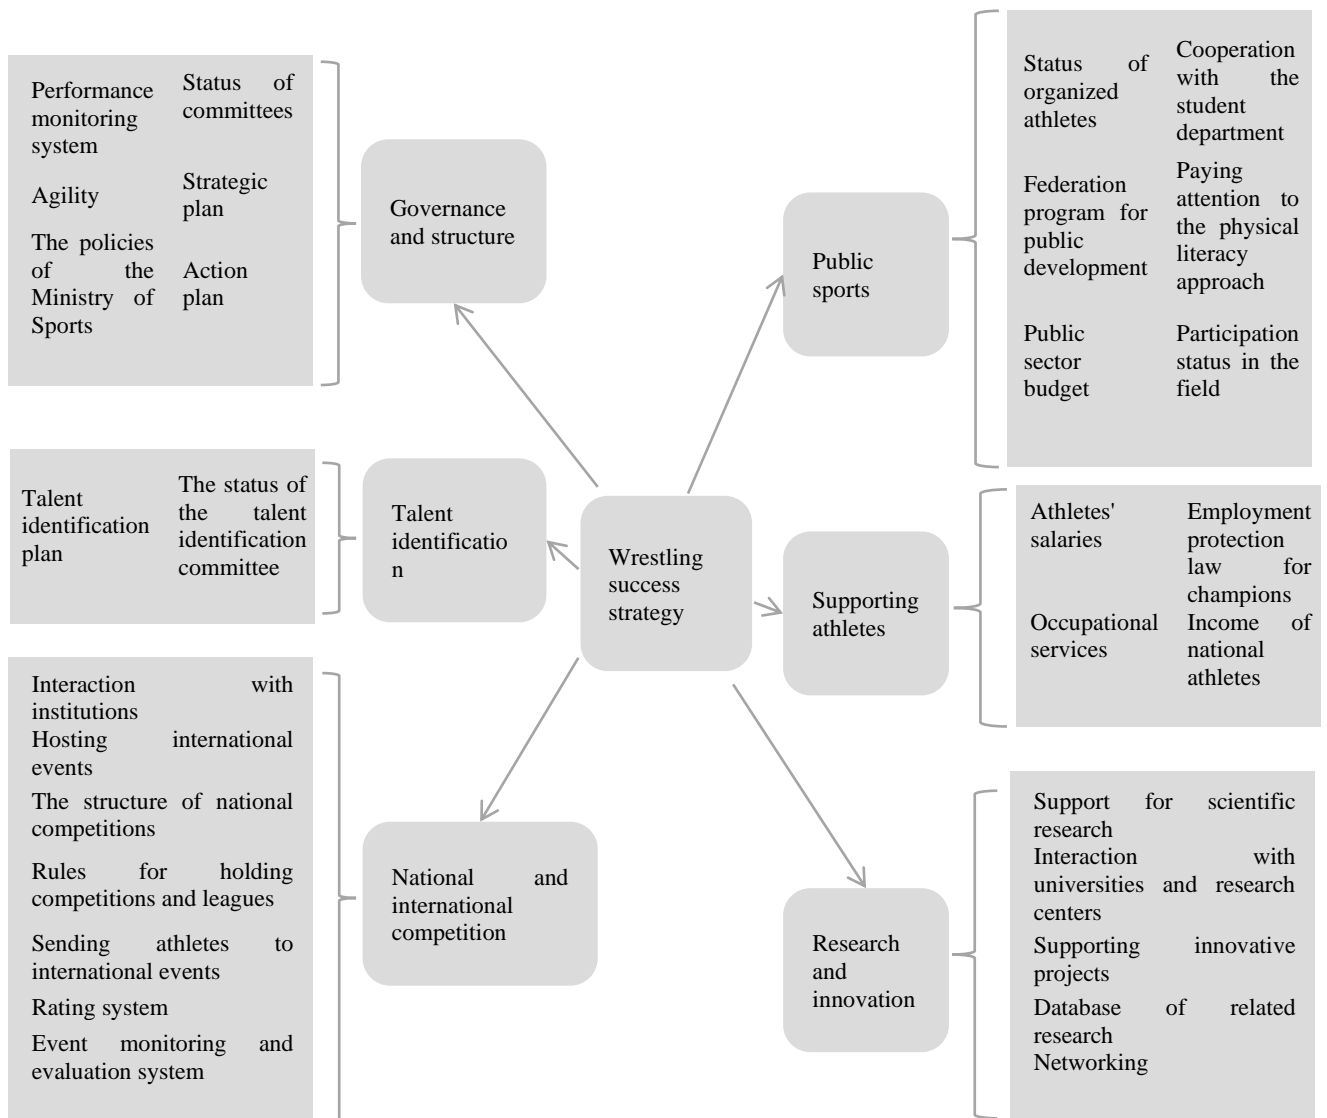 Performance
monitoring
system
Status of
committees
Agility
Strategic
plan
The policies
of the
Ministry of
Sports
Action
plan
Governance
and structure
Talent
identification
plan
The status of
the talent
identification
committee
Talent
identificatio
n
Interaction with
institutions
Hosting international
events
The structure of national
competitions
Rules for holding
competitions and leagues
Sending athletes to
international events
Rating system
Event monitoring and
evaluation system
National and
international
competition
Wrestling
success
strategy
Public
sports
Status of
organized
athletes
Cooperation
with the
student
department
Federation
program for
public
development
Paying
attention to
the physical
literacy
approach
Public
sector
budget
Participation
status in the
field
Supporting
athletes
Athletes'
salaries
Employment
protection
law for
champions
Occupational
services
Income of
national
athletes
Research
and
innovation
Support for scientific
research
Interaction with
universities and research
centers
Supporting innovative
projects
Database of related
research
Networking